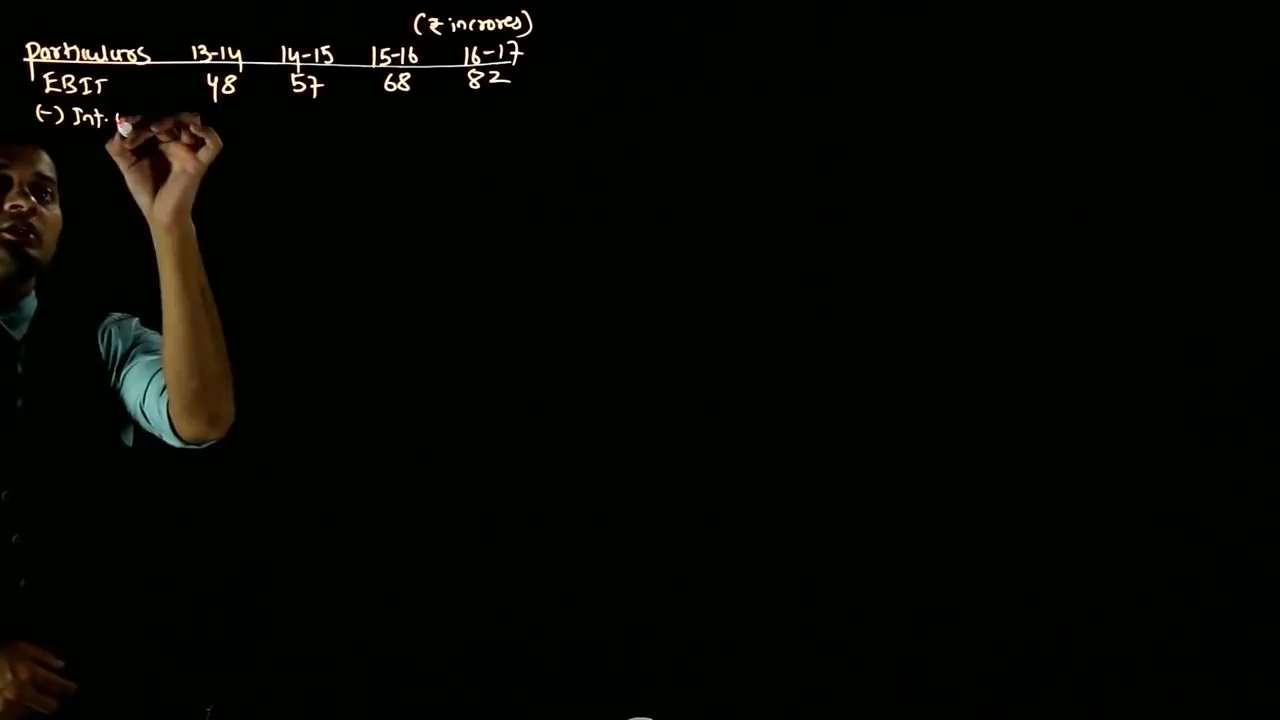 (₹ in crores)
Particulars 13-14 14-15 15-16 16-17
EBIT 48 57 68 82
(-) Int.